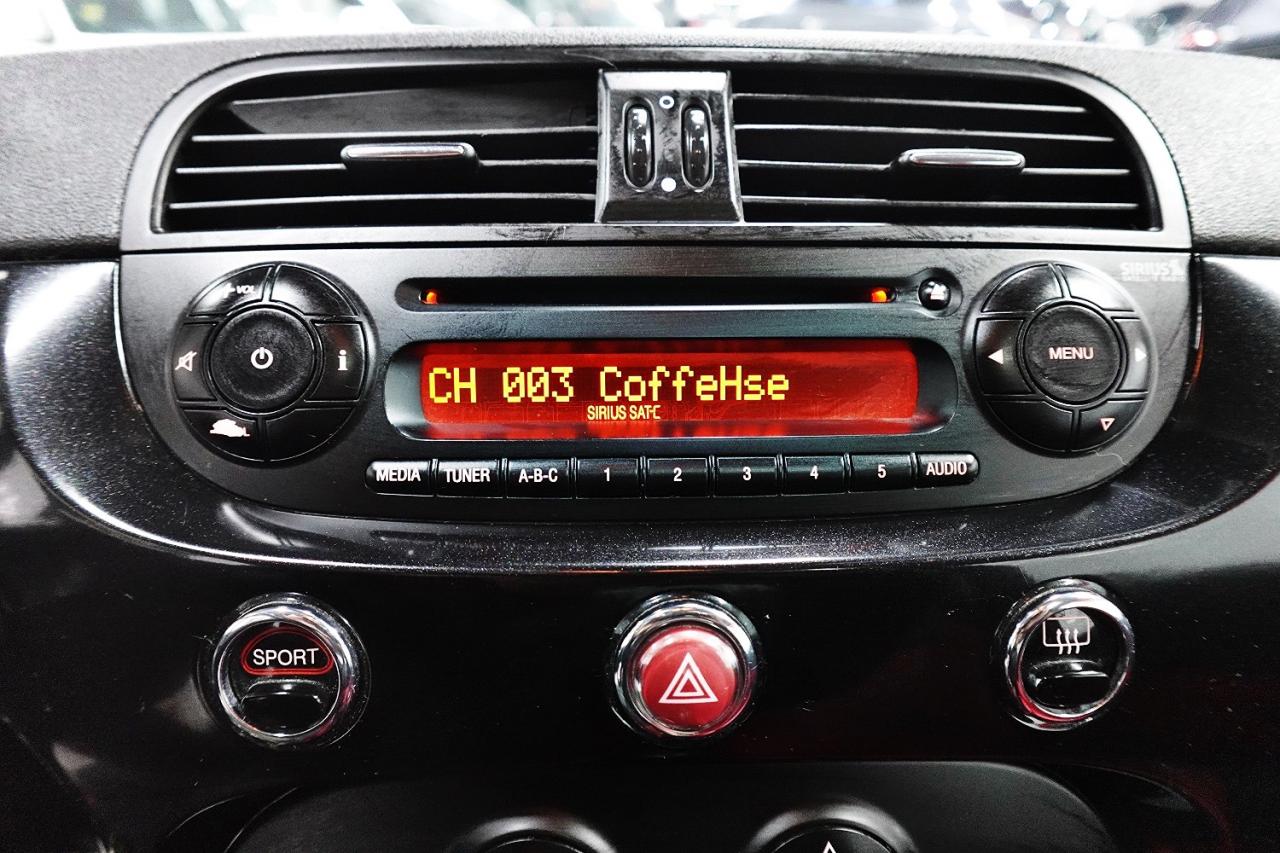 +VOL
i
SIRIUS
CH 003 CoffeHse
SIRIUS SAT-C
MENU
MEDIA TUNER A-B-C 1 2 3 4 5 AUDIO
SPORT